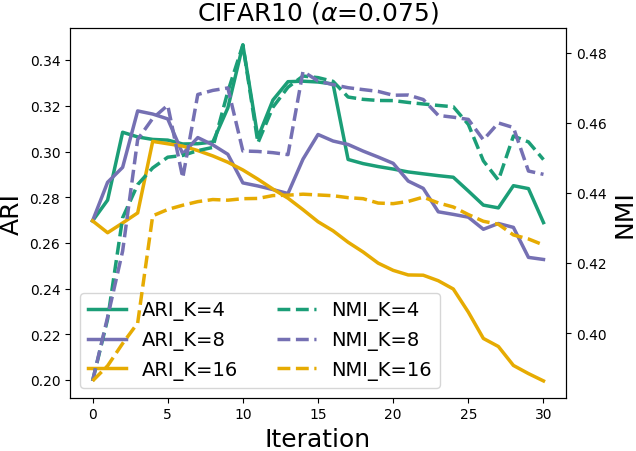 CIFAR10 (α=0.075)
ARI
0.34
0.32
0.30
0.28
0.26
0.24
0.22
0.20
0.48
0.46
0.44
0.42
0.40
NMI
ARI_K=4
ARI_K=8
ARI_K=16
NMI_K=4
NMI_K=8
NMI_K=16
0 5 10 15 20 25 30
Iteration